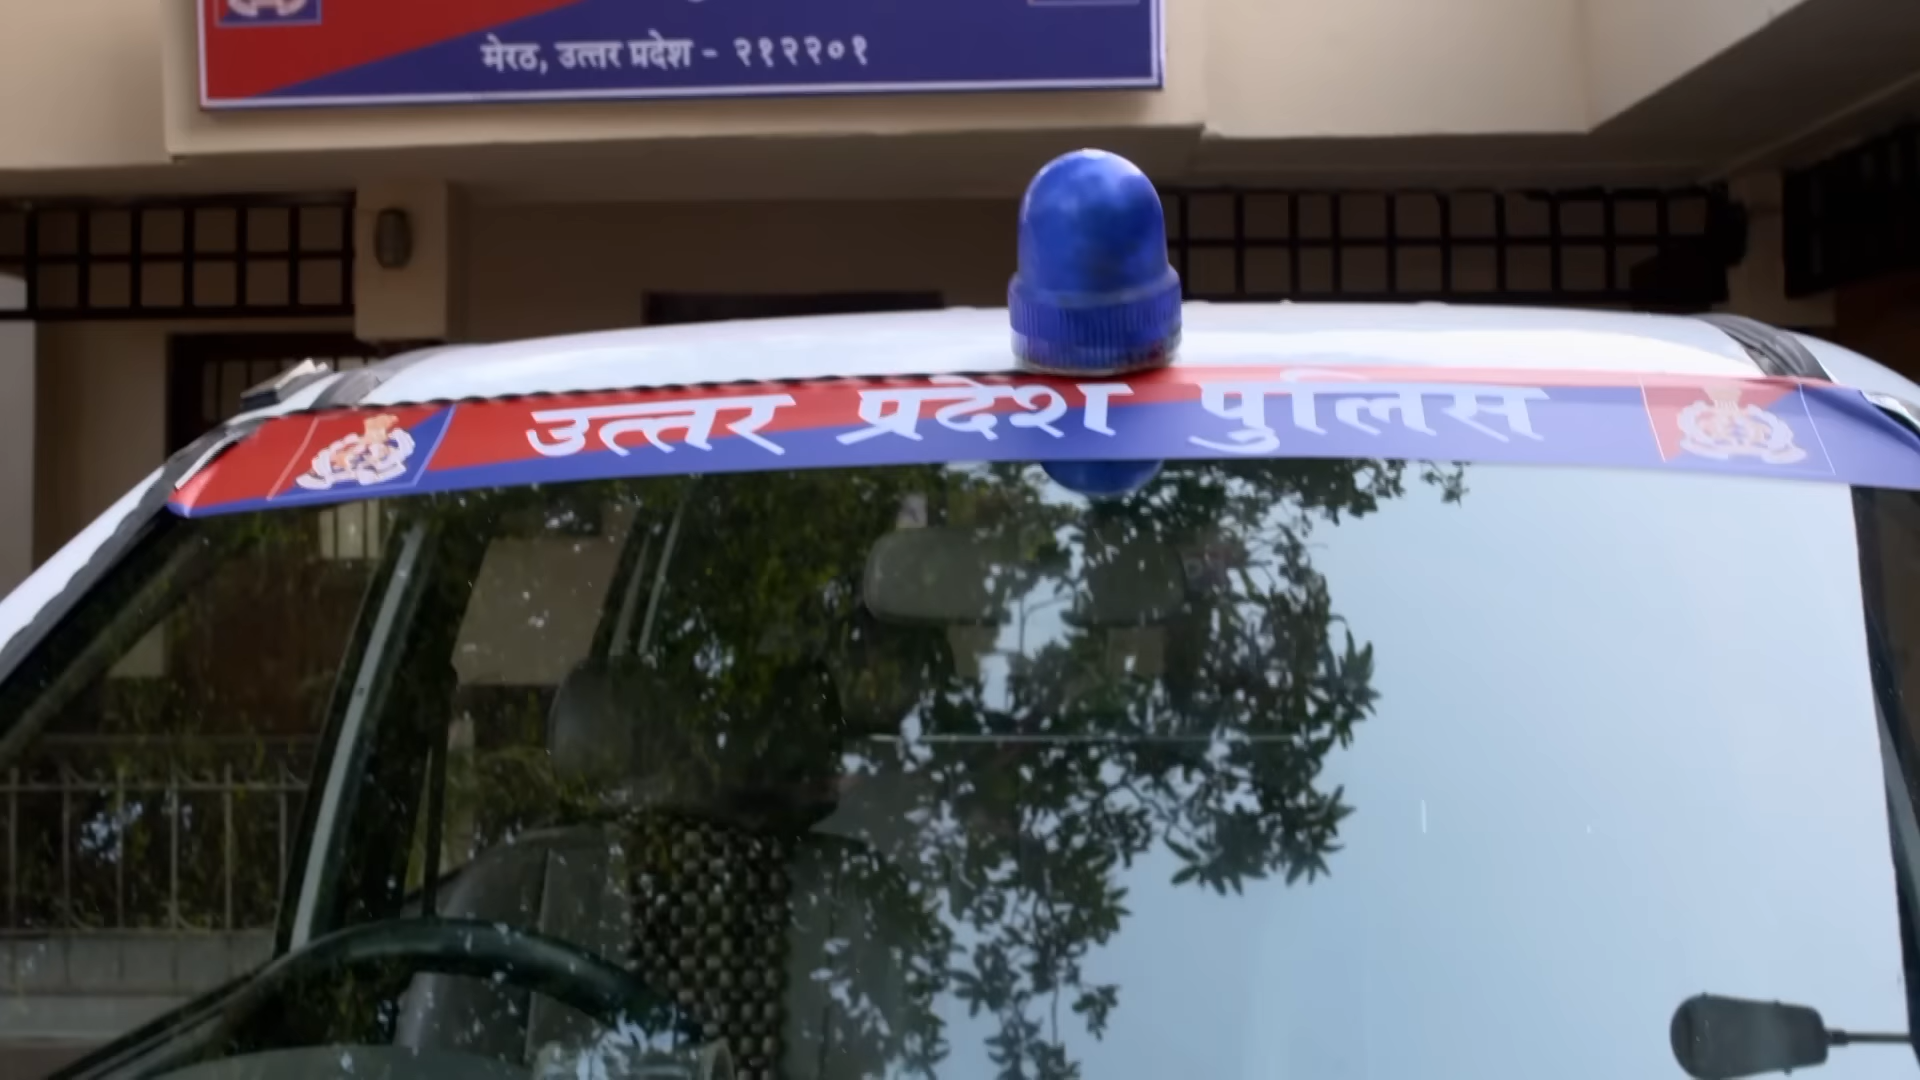 मेरठ, उत्तर प्रदेश - २१२२०१
उत्तर प्रदेश पुलिस